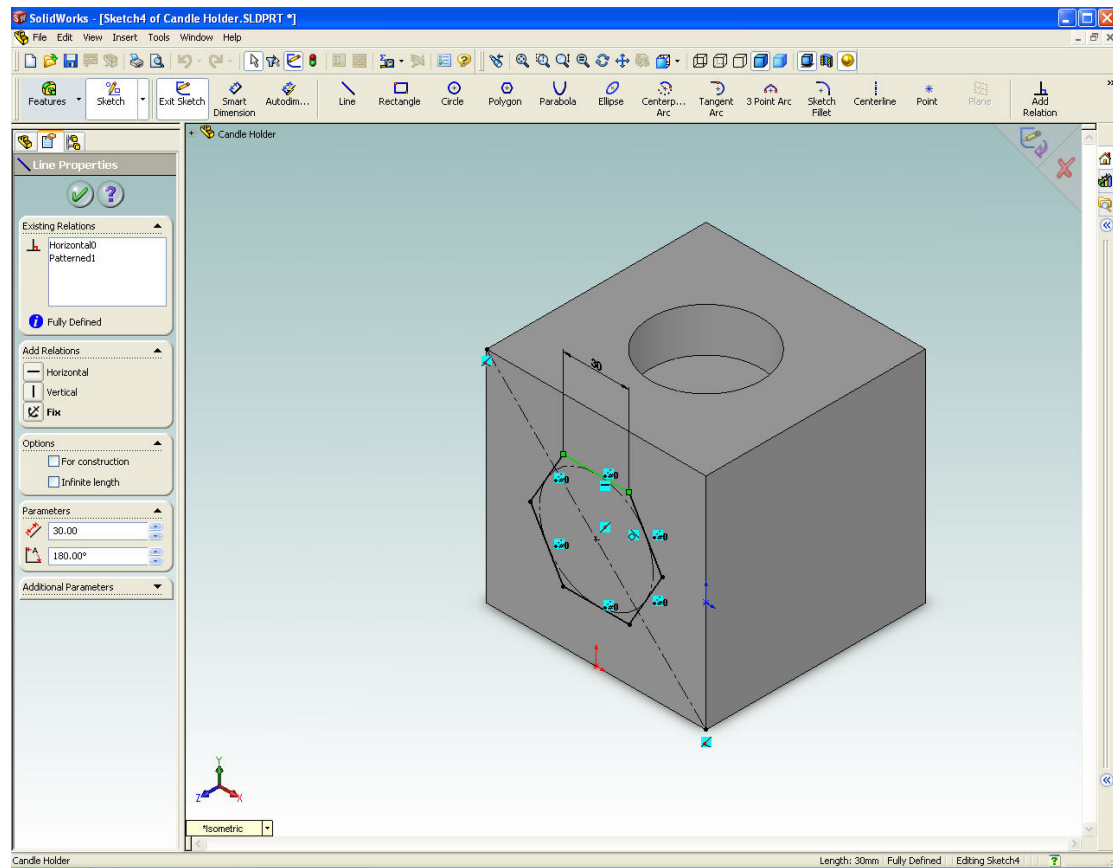 SolidWorks - [Sketch4 of Candle Holder.SLDPRT *]
File Edit View Insert Tools Window Help
Features Sketch Exit Sketch Smart Dimension Autodim... Line Rectangle Circle Polygon Parabola Ellipse Centerp... Arc Tangent Arc 3 Point Arc Sketch Fillet Centerline Point Plane Add Relation
Candle Holder
Line Properties
Existing Relations
Horizontal0
Patterned1
Fully Defined
Add Relations
Horizontal
Vertical
Fix
Options
For construction
Infinite length
Parameters
30.00
180.00°
Additional Parameters
30
Y
Z
X
*Isometric
Candle Holder Length: 30mm Fully Defined Editing Sketch4